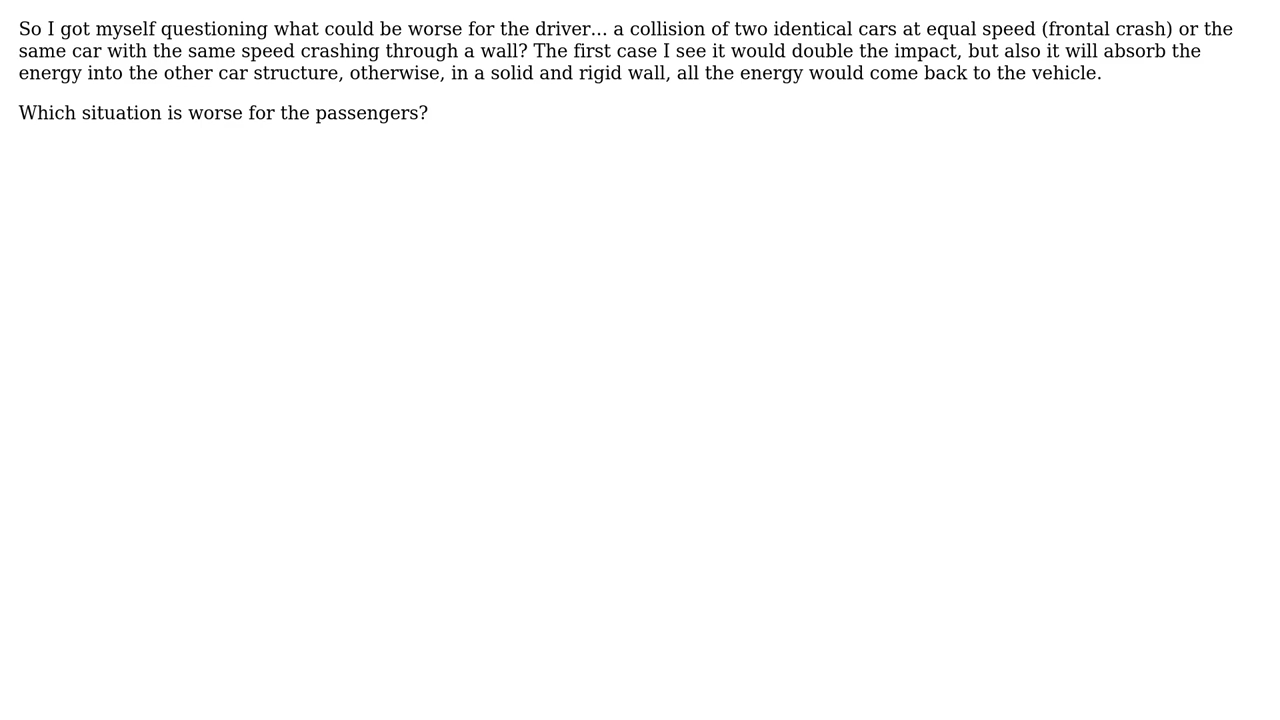 So I got myself questioning what could be worse for the driver... a collision of two identical cars at equal speed (frontal crash) or the
same car with the same speed crashing through a wall? The first case I see it would double the impact, but also it will absorb the
energy into the other car structure, otherwise, in a solid and rigid wall, all the energy would come back to the vehicle.
Which situation is worse for the passengers?